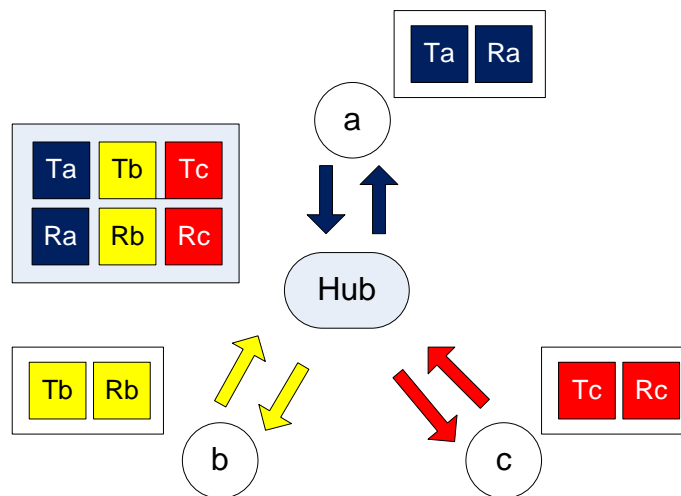 Ta Ra
a
Ta Tb Tc
Ra Rb Rc
Hub
Tb Rb
Tc Rc
b
c